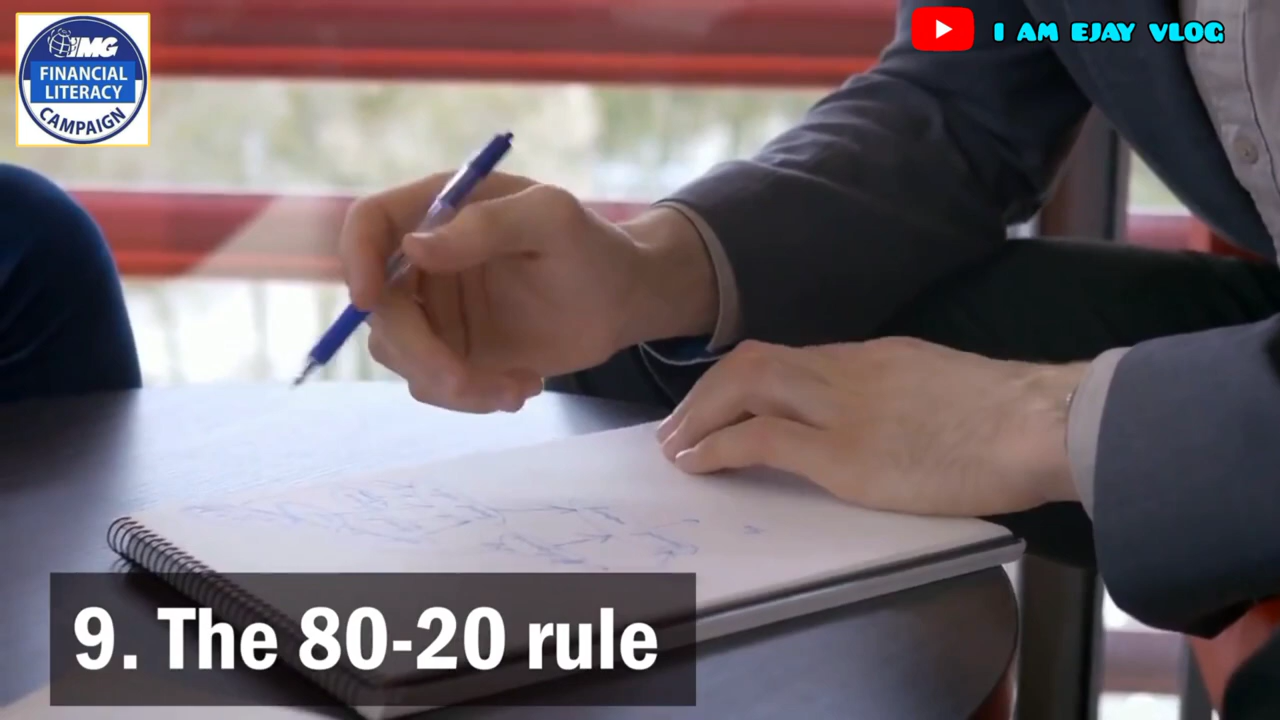 IMG
FINANCIAL
LITERACY
CAMPAIGN
I AM EJAY VLOG
9. The 80-20 rule